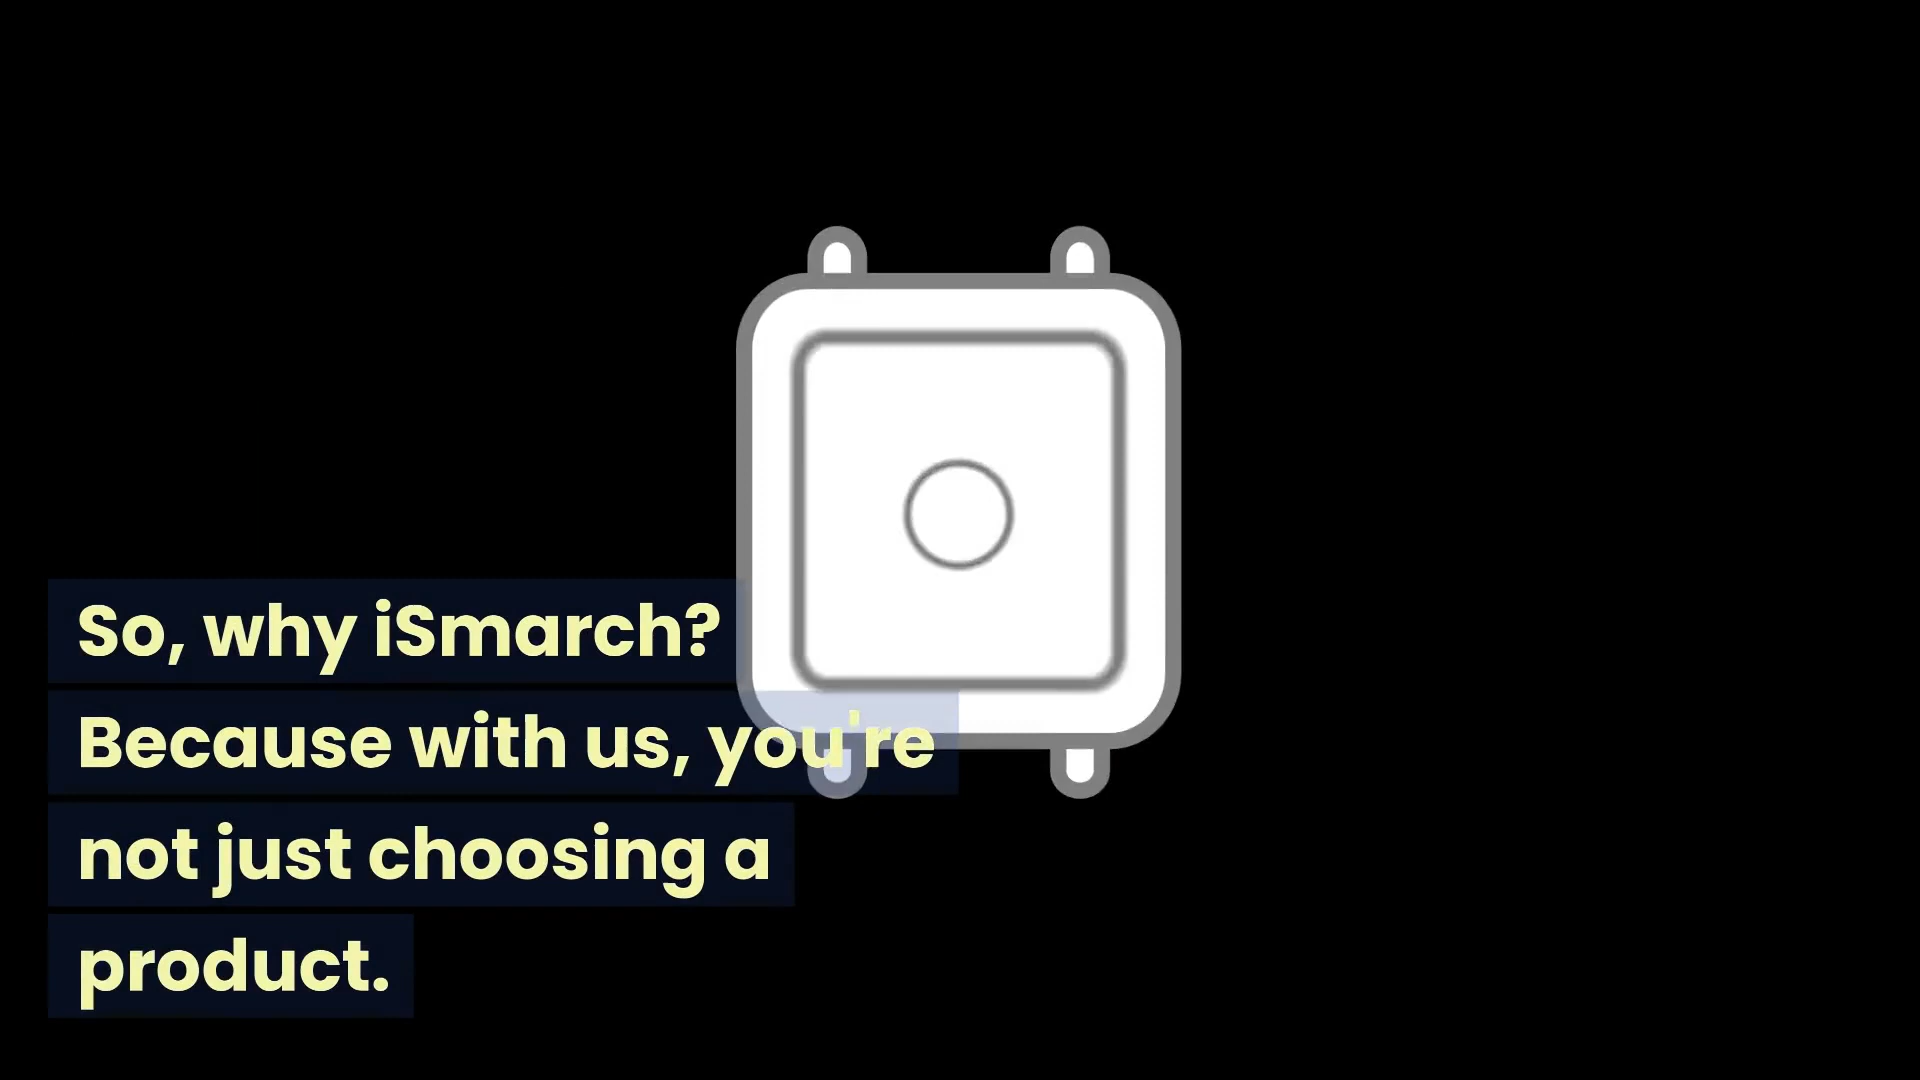 So, why iSmarch?
Because with us, you're
not just choosing a
product.